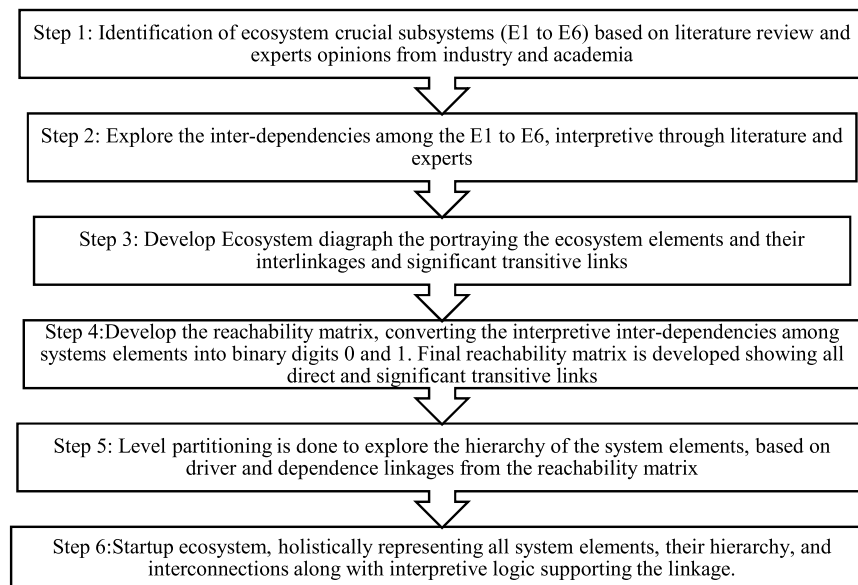 Step 1: Identification of ecosystem crucial subsystems (E1 to E6) based on literature review and
experts opinions from industry and academia
Step 2: Explore the inter-dependencies among the E1 to E6, interpretive through literature and
experts
Step 3: Develop Ecosystem diagraph the portraying the ecosystem elements and their
interlinkages and significant transitive links
Step 4:Develop the reachability matrix, converting the interpretive inter-dependencies among
systems elements into binary digits 0 and 1. Final reachability matrix is developed showing all
direct and significant transitive links
Step 5: Level partitioning is done to explore the hierarchy of the system elements, based on
driver and dependence linkages from the reachability matrix
Step 6:Startup ecosystem, holistically representing all system elements, their hierarchy, and
interconnections along with interpretive logic supporting the linkage.